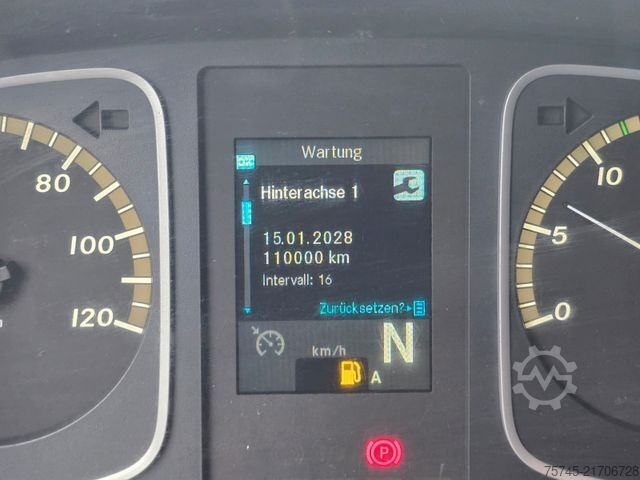 Wartung
Hinterachse 1
15.01.2028
110000 km
Intervall: 16
Zurücksetzen?
km/h
N
A
P
80
100
120
10
5
0
75745-21706728